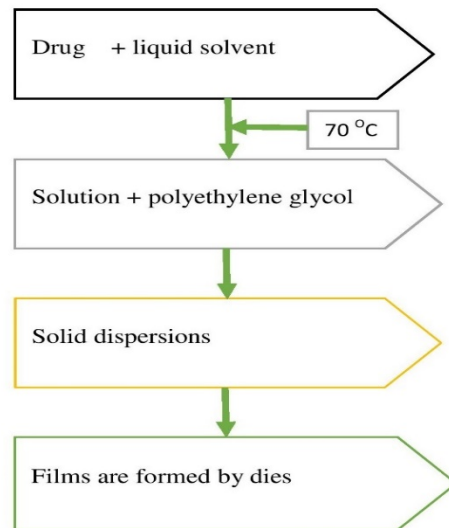 Drug + liquid solvent
70 °C
Solution + polyethylene glycol
Solid dispersions
Films are formed by dies